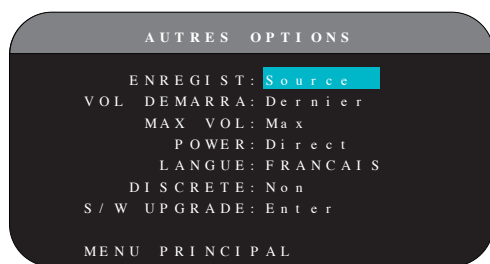 AUTRES OPTIONS
ENREGIST: Source
VOL DEMARRA: Dernier
MAX VOL: Max
POWER: Direct
LANGUE: FRANCAIS
DISCRETE: Non
S/W UPGRADE: Enter
MENU PRINCIPAL